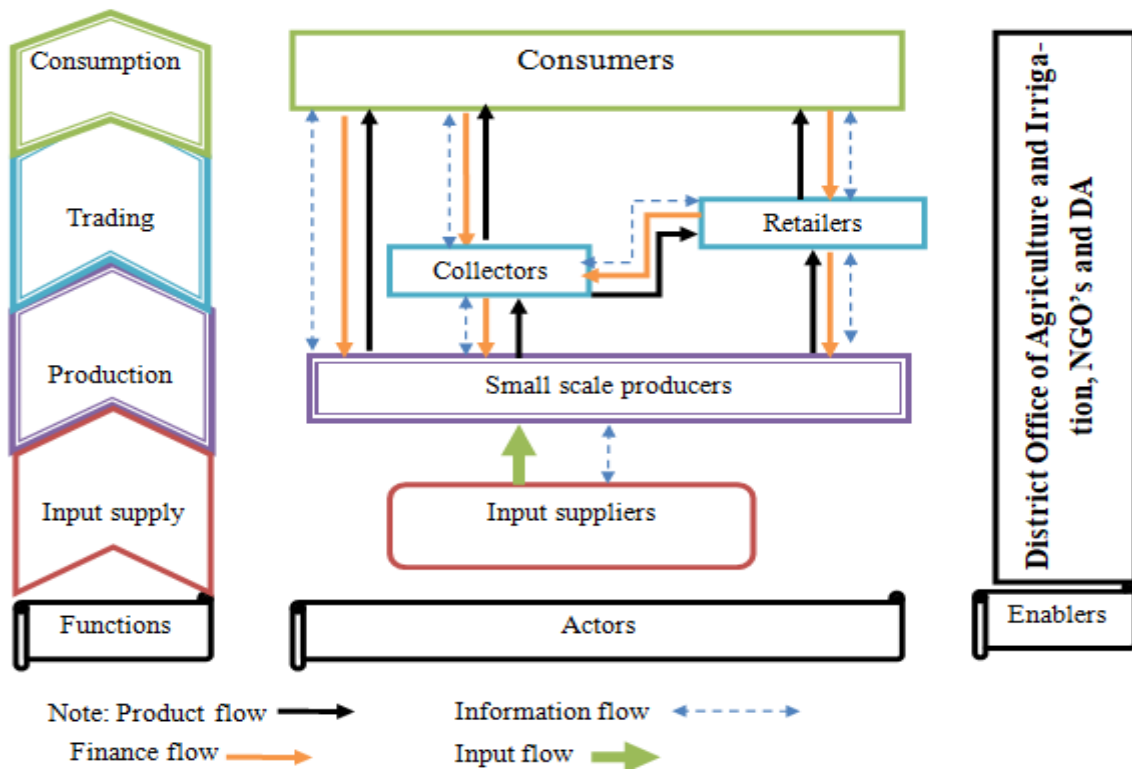 Consumption
Consumers
Trading
Retailers
Collectors
Production
Small scale producers
Input supply
Input suppliers
District Office of Agriculture and Irriga-
tion, NGO's and DA
Functions
Actors
Enablers
Note: Product flow
Information flow
Finance flow
Input flow